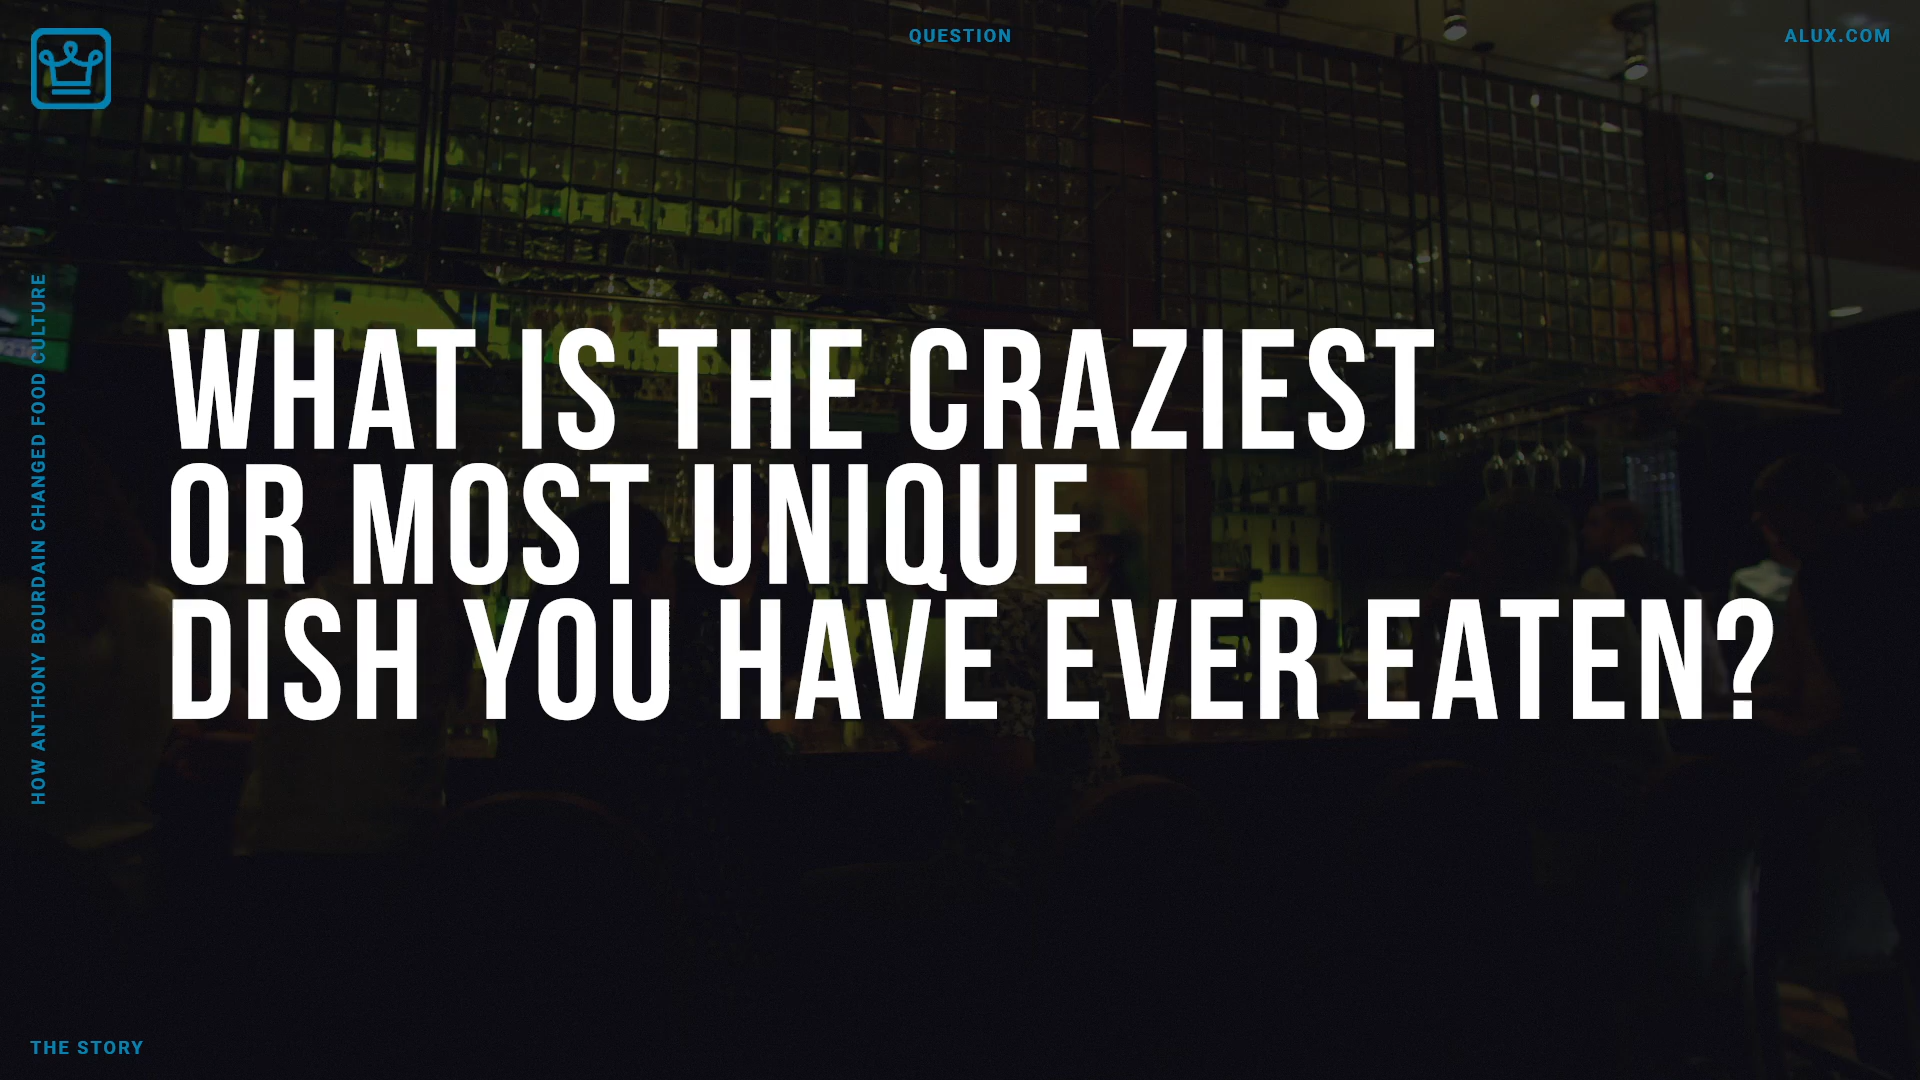 QUESTION
ALUX.COM
HOW ANTHONY BOURDAIN CHANGED FOOD CULTURE
WHAT IS THE CRAZIEST
OR MOST UNIQUE
DISH YOU HAVE EVER EATEN?
THE STORY